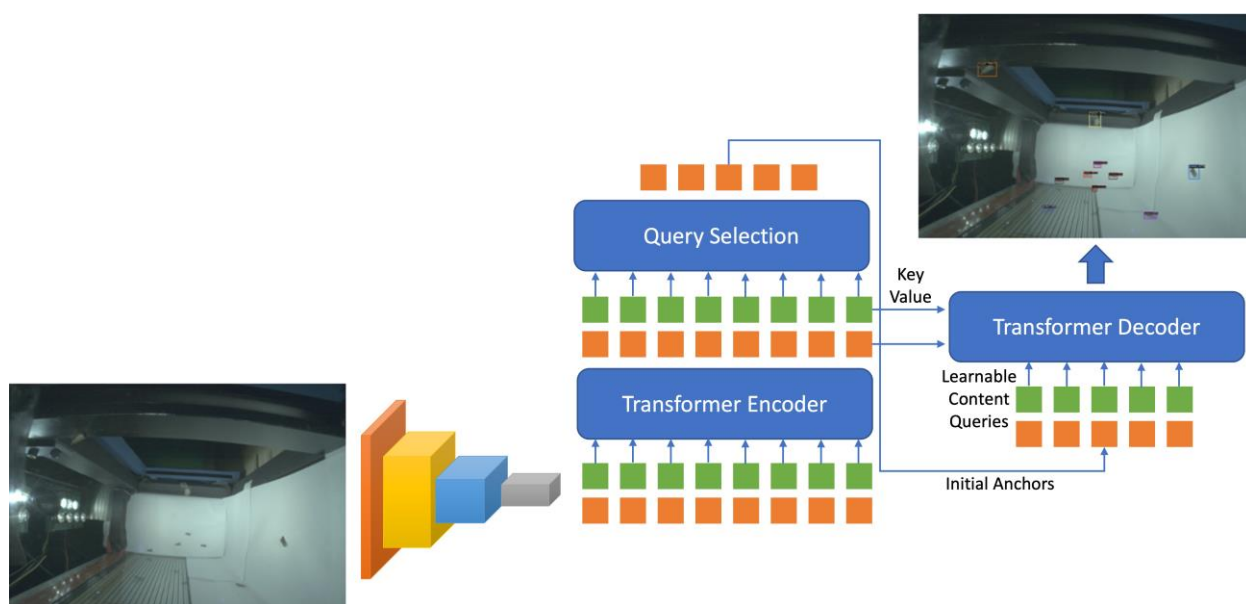 Query Selection
Key
Value
Transformer Decoder
Learnable
Content
Queries
Transformer Encoder
Initial Anchors